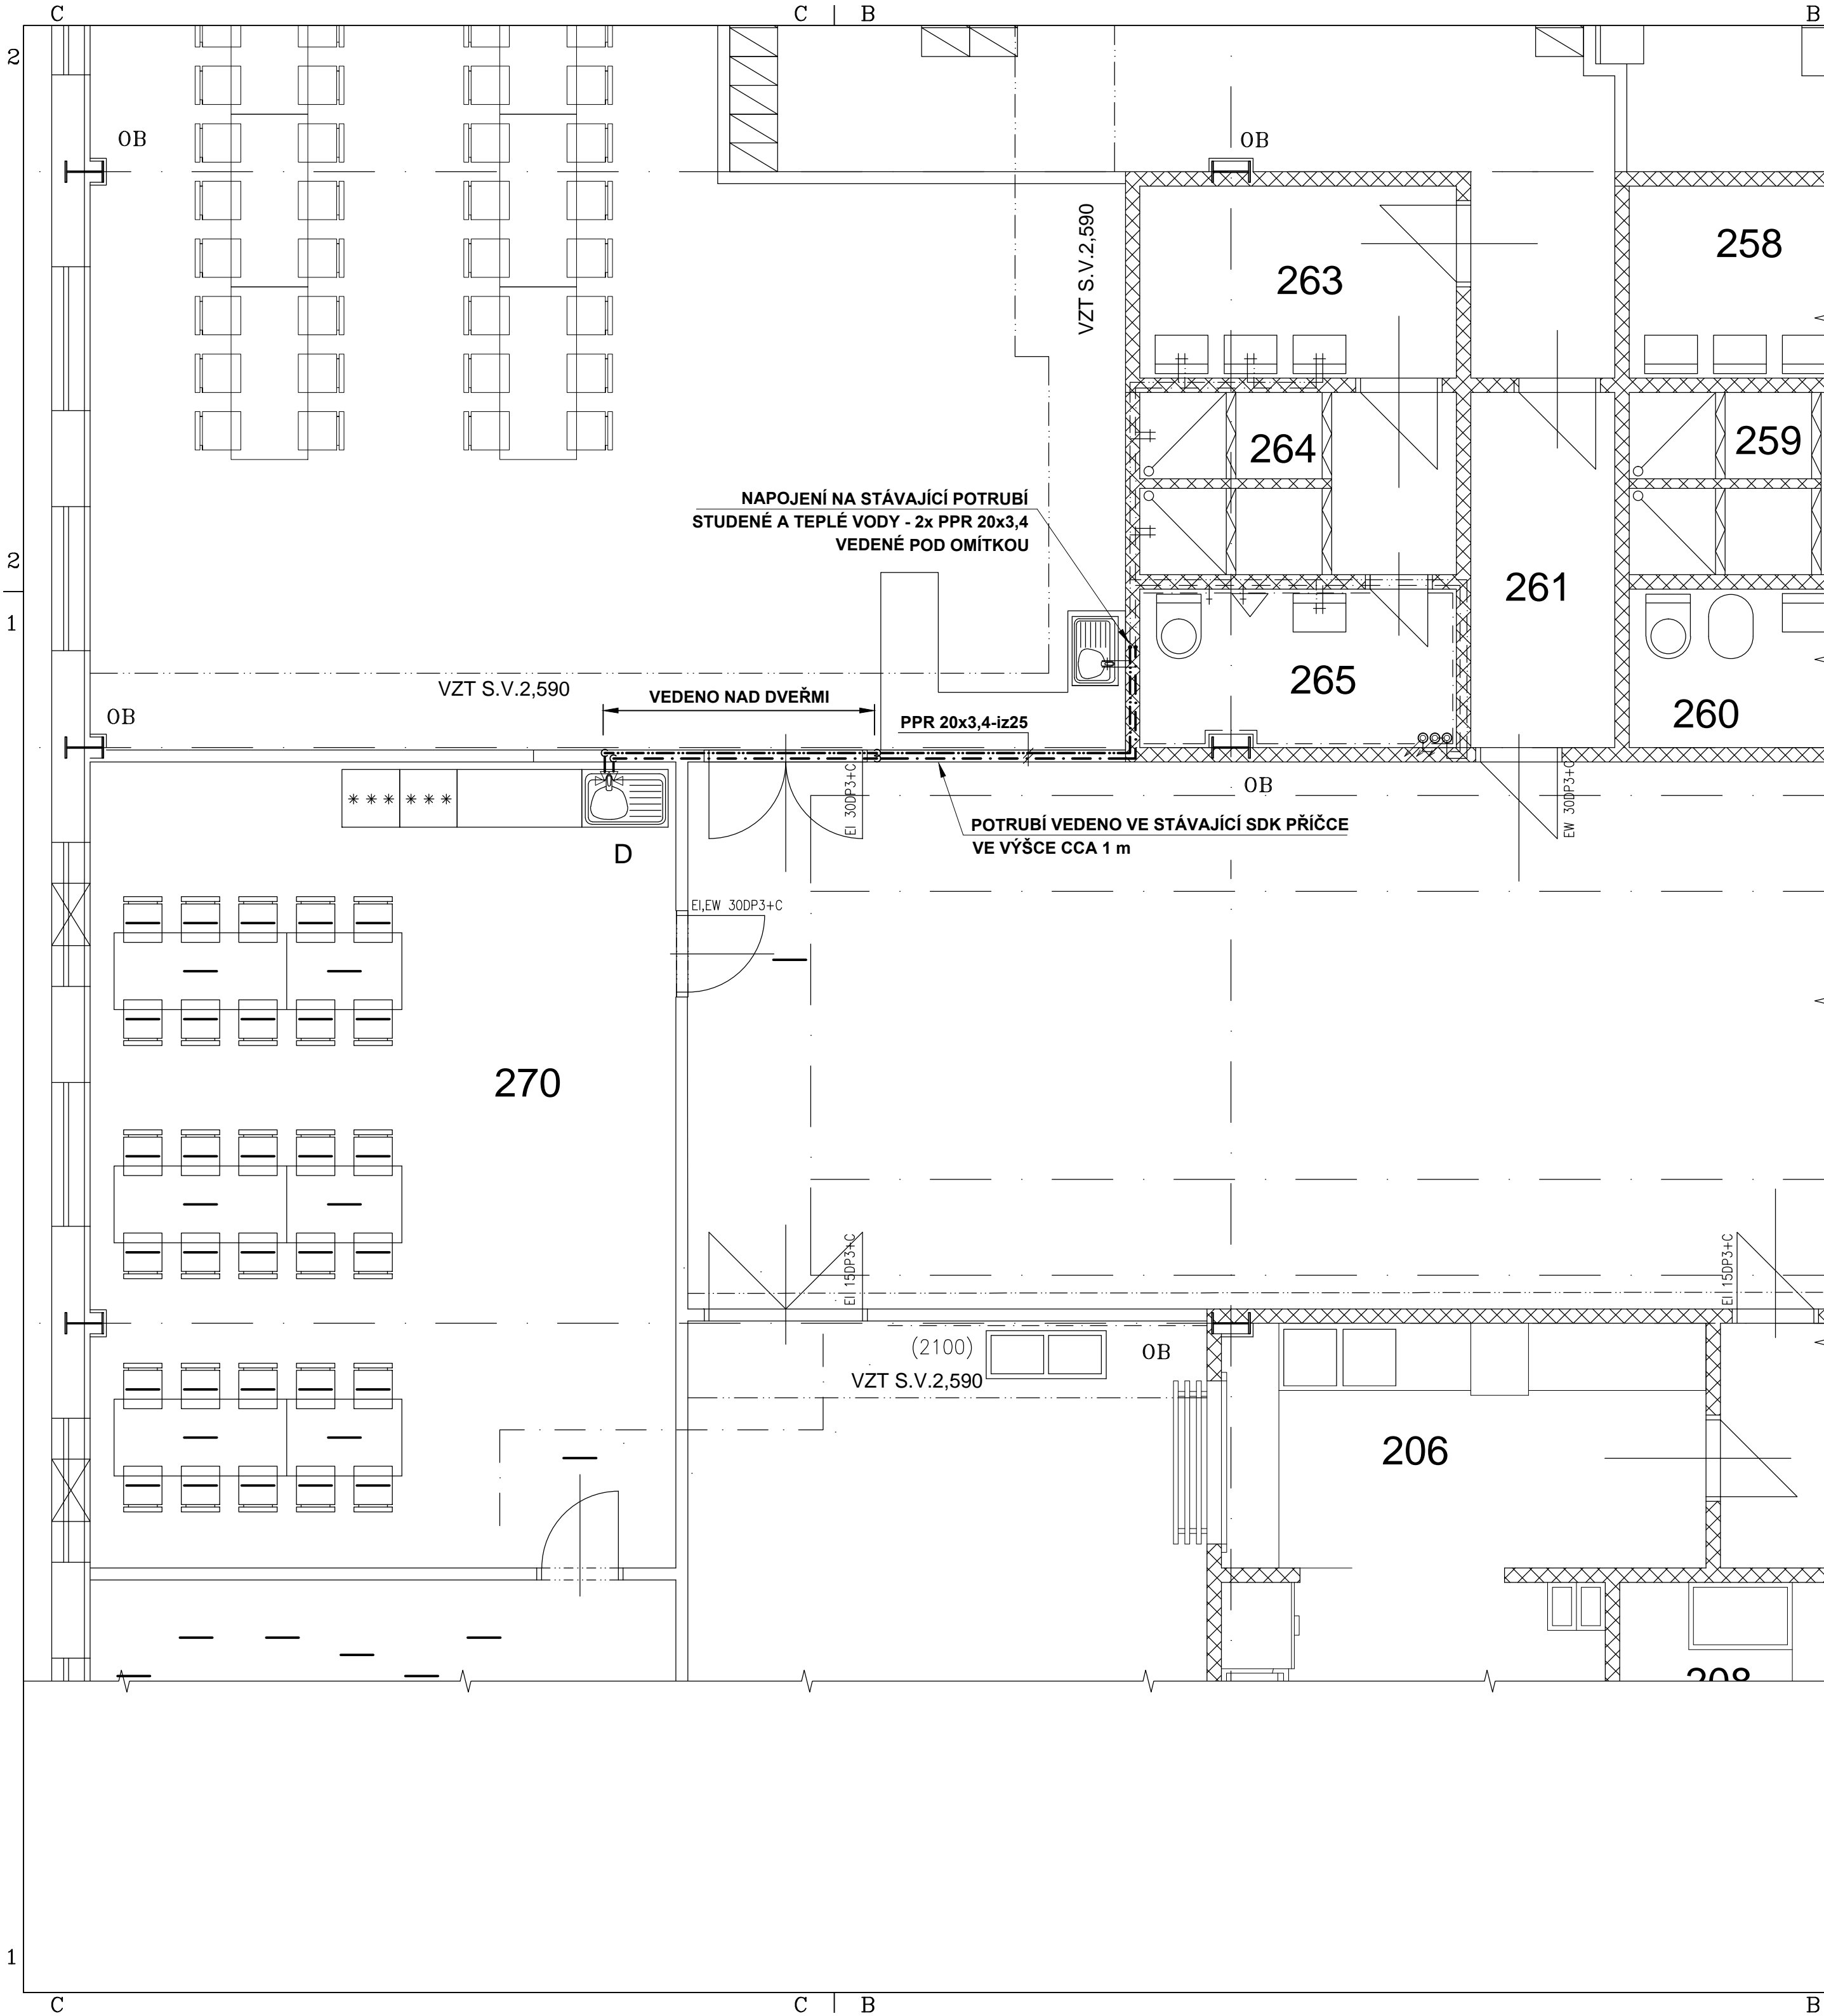 C
C
B
B
2
OB
OB
VZT S.V.2,590
258
263
264
259
NAPOJENÍ NA STÁVAJÍCÍ POTRUBÍ
STUDENÉ A TEPLÉ VODY - 2x PPR 20x3,4
VEDENÉ POD OMÍTKOU
2
1
261
265
260
VZT S.V.2,590
VEDENO NAD DVEŘMI
OB
PPR 20x3,4-iz25
EI 30DP3+C
OB
EW 30DP3+C
*** ***
POTRUBÍ VEDENO VE STÁVAJÍCÍ SDK PŘÍČCE
VE VÝŠCE CCA 1 m
D
EI,EW 30DP3+C
270
EI 15DP3+C
EI 15DP3+C
(2100)
VZT S.V.2,590
OB
206
208
1
C
C
B
B